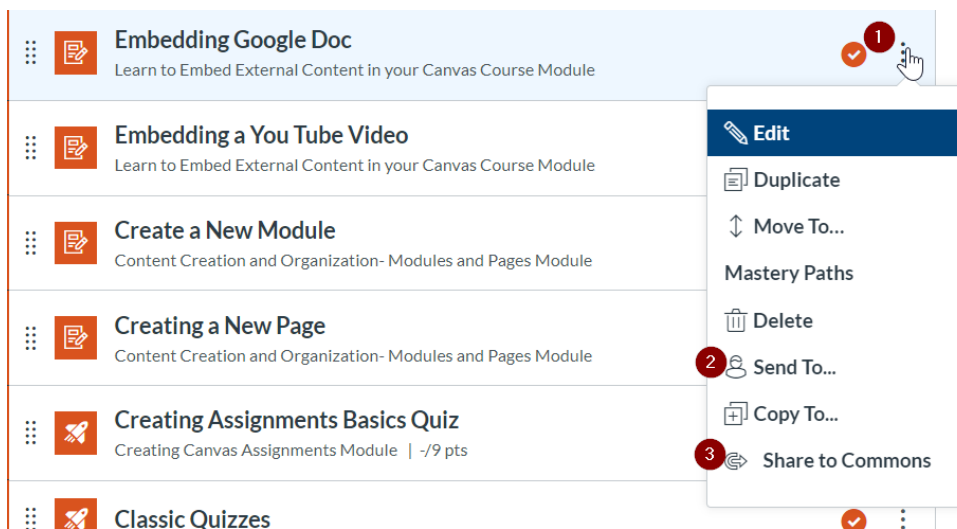 Embedding Google Doc
Learn to Embed External Content in your Canvas Course Module
1
Embedding a You Tube Video
Learn to Embed External Content in your Canvas Course Module
Create a New Module
Content Creation and Organization- Modules and Pages Module
Creating a New Page
Content Creation and Organization- Modules and Pages Module
Creating Assignments Basics Quiz
Creating Canvas Assignments Module | -/9 pts
Classic Quizzes
Edit
Duplicate
Move To...
Mastery Paths
Delete
2 Send To...
Copy To...
3 Share to Commons